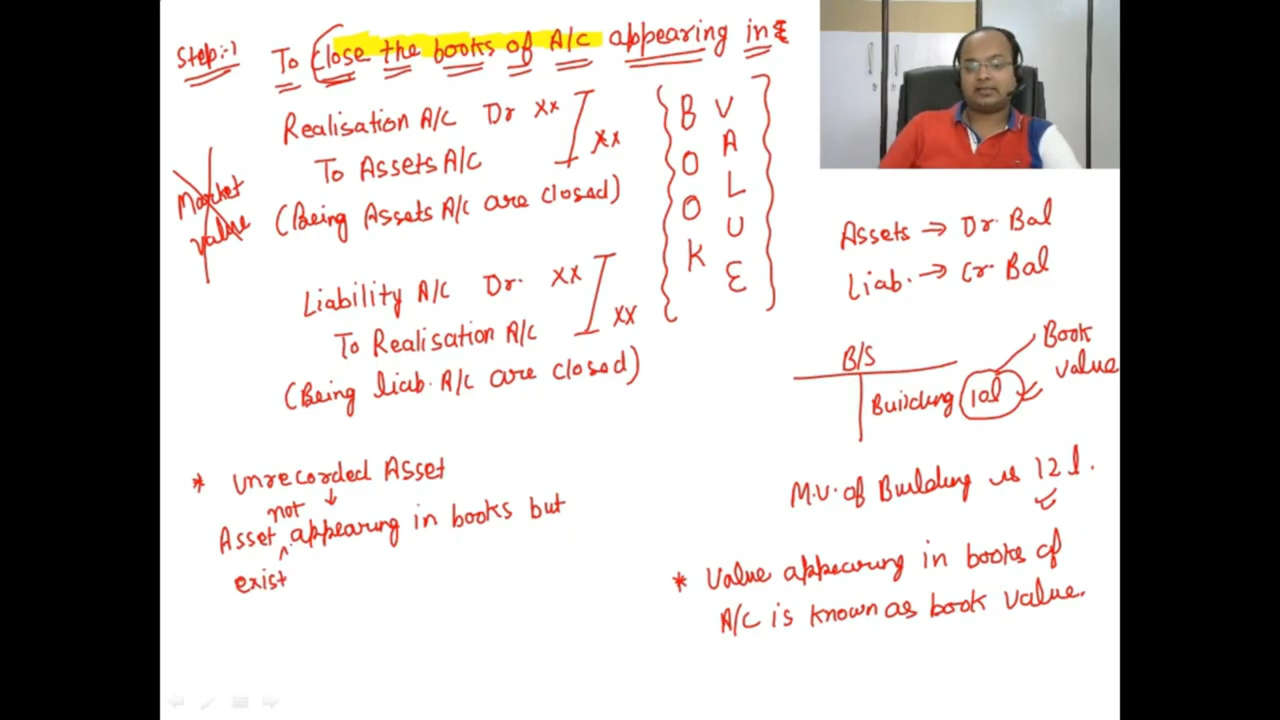 Step:-1 To Close the books of A/C appearing in
Realisation A/C Dr xx
To Assets A/C xx
(Being Assets A/C are closed)
Market
value
Liability A/C Dr. xx
To Realisation A/C xx
(Being liab. A/C are closed)
BOOK
VALUE
* Unrecorded Asset
Asset not appearing in books but
exist
Assets → Dr. Bal
Liab. → Cr. Bal
B/S
Book
value
Building 10l
M.V. of Building is 12 l.
* Value appearing in books of
A/C is known as book value.